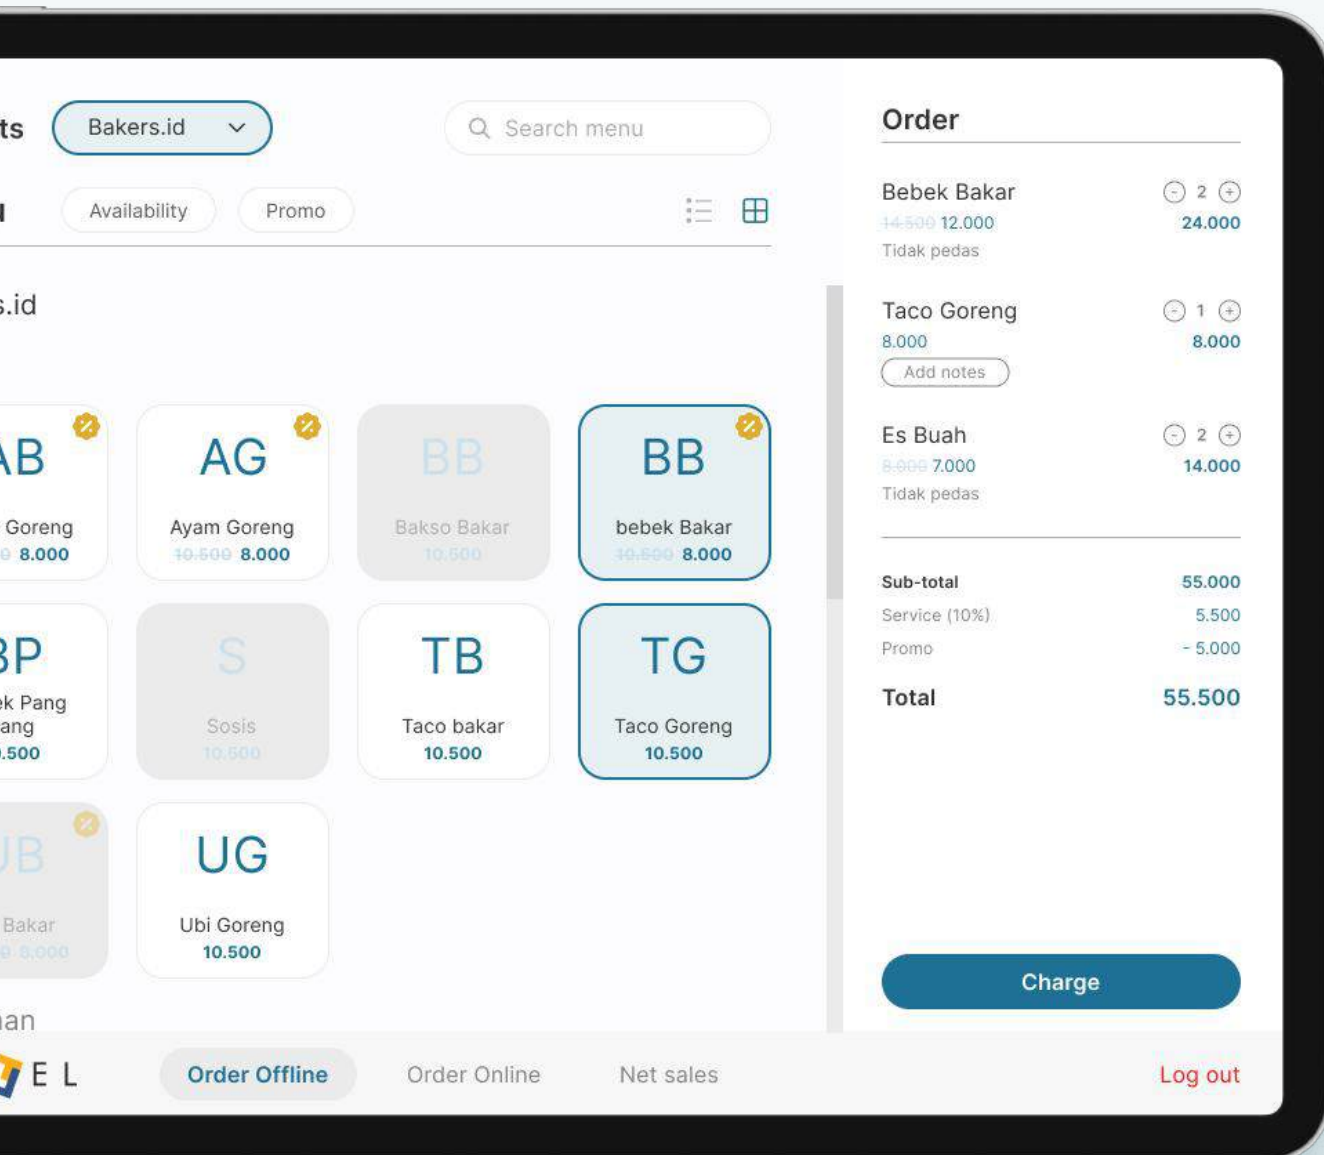 ts
Bakers.id
Search menu
Availability
Promo
s.id
AB
Goreng
8.000
AG
Ayam Goreng
10.500 8.000
BB
Bakso Bakar
10.500
BB
bebek Bakar
10.500 8.000
BP
ek Pang
ang
.500
S
Sosis
10.500
TB
Taco bakar
10.500
TG
Taco Goreng
10.500
UB
Bakar
8.000
UG
Ubi Goreng
10.500
an
E L
Order Offline
Order Online
Net sales
Log out
Order
Bebek Bakar
- 2 +
14.500 12.000
24.000
Tidak pedas
Taco Goreng
- 1 +
8.000
8.000
Add notes
Es Buah
- 2 +
8.000 7.000
14.000
Tidak pedas
Sub-total
55.000
Service (10%)
5.500
Promo
- 5.000
Total
55.500
Charge